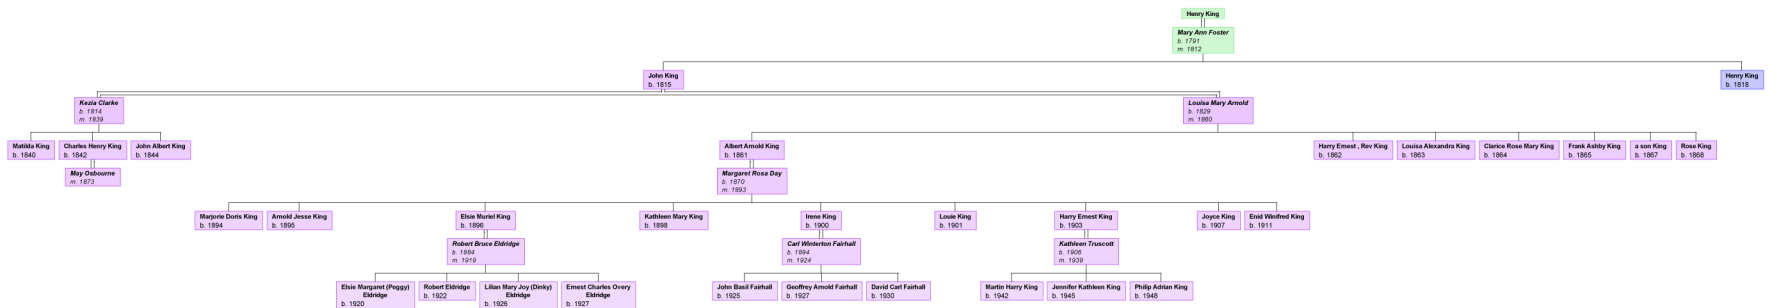 Henry King
Mary Ann Foster
b. 1791
m. 1812
John King
b. 1815
Henry King
b. 1818
Kezia Clarke
b. 1814
m. 1839
Louisa Mary Arnold
b. 1829
m. 1860
Matilda King
b. 1840
Charles Henry King
b. 1842
John Albert King
b. 1844
Albert Arnold King
b. 1861
Harry Ernest , Rev King
b. 1862
Louisa Alexandra King
b. 1863
Clarice Rose Mary King
b. 1864
Frank Ashby King
b. 1865
a son King
b. 1867
Rose King
b. 1868
May Osbourne
m. 1873
Margaret Rosa Day
b. 1870
m. 1893
Marjorie Doris King
b. 1894
Arnold Jesse King
b. 1895
Elsie Muriel King
b. 1896
Kathleen Mary King
b. 1898
Irene King
b. 1900
Louie King
b. 1901
Harry Ernest King
b. 1903
Joyce King
b. 1907
Enid Winifred King
b. 1911
Robert Bruce Eldridge
b. 1884
m. 1919
Carl Winterton Fairhall
b. 1894
m. 1924
Kathleen Truscott
b. 1906
m. 1939
Elsie Margaret (Peggy)
Eldridge
b. 1920
Robert Eldridge
b. 1922
Lilian Mary Joy (Dinky)
Eldridge
b. 1926
Ernest Charles Overy
Eldridge
b. 1927
John Basil Fairhall
b. 1925
Geoffrey Arnold Fairhall
b. 1927
David Carl Fairhall
b. 1930
Martin Harry King
b. 1942
Jennifer Kathleen King
b. 1945
Philip Adrian King
b. 1948